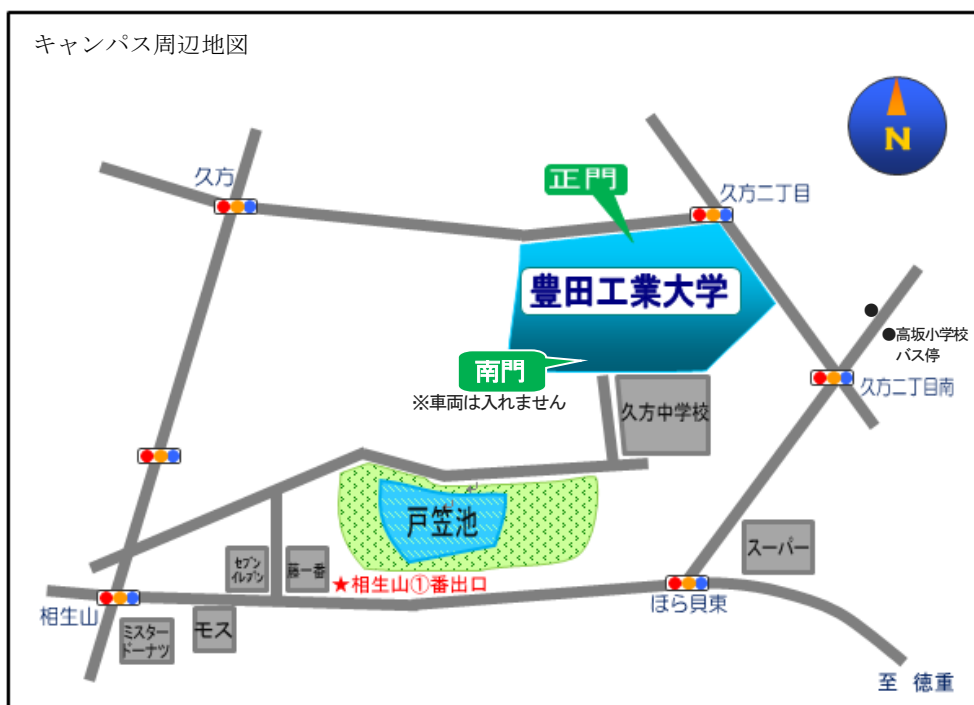 キャンパス周辺地図
N
久方
正門
久方二丁目
豊田工業大学
高坂小学校
バス停
南門
※車両は入れません
久方二丁目南
久方中学校
戸笠池
スーパー
セブン
イレブン
藤一番
★相生山①番出口
相生山
ほら貝東
ミスター
ドーナツ
モス
至 徳重